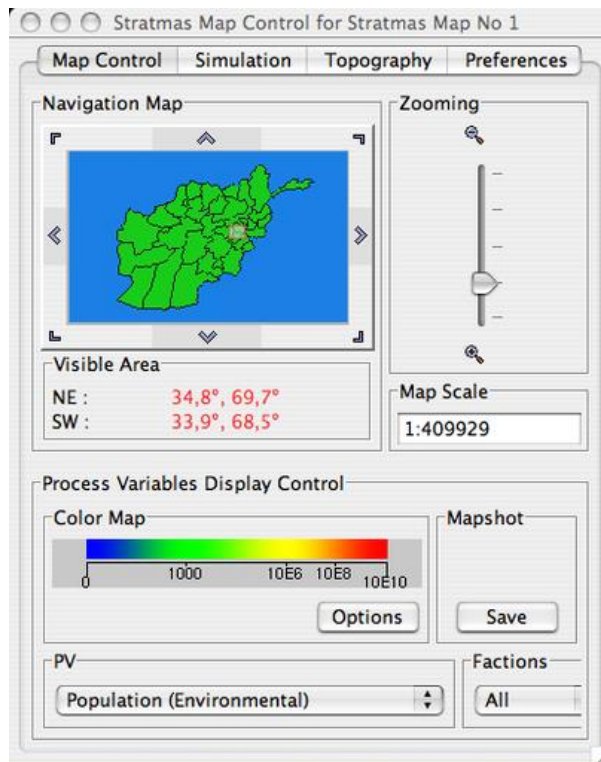 Stratmas Map Control for Stratmas Map No 1
Map Control Simulation Topography Preferences
Navigation Map
Zooming
Visible Area
NE : 34,8°, 69,7°
SW : 33,9°, 68,5°
Map Scale
1:409929
Process Variables Display Control
Color Map
Mapshot
0 1000 10E6 10E8 10E10
Options
Save
PV
Factions
Population (Environmental)
All